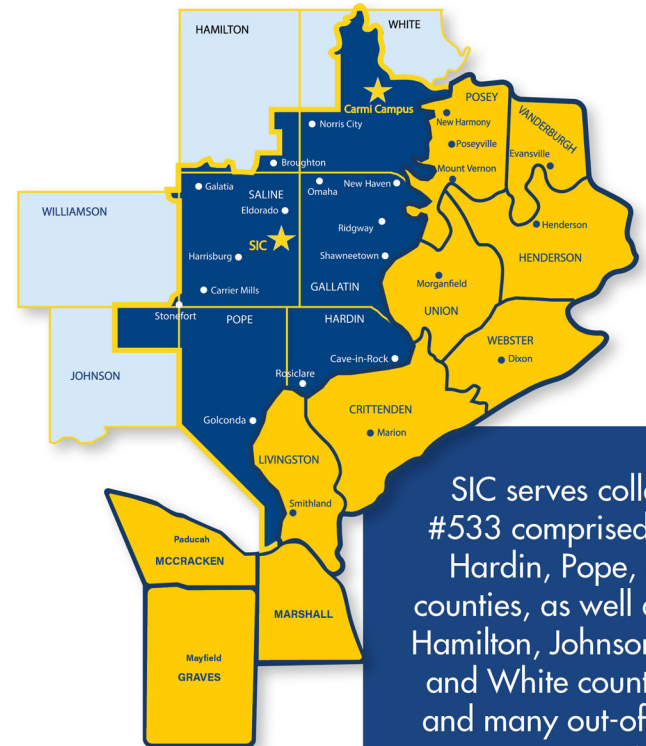 HAMILTON
WHITE
Carmi Campus
POSEY
VANDERBURGH
Norris City
New Harmony
Poseyville
Evansville
Broughton
Mount Vernon
Galatia
SALINE
Omaha
New Haven
WILLIAMSON
Eldorado
Ridgway
Henderson
SIC
Harrisburg
Shawneetown
HENDERSON
Morganfield
Carrier Mills
GALLATIN
Stonefort
UNION
POPE
HARDIN
WEBSTER
JOHNSON
Cave-in-Rock
Dixon
Rosiclare
CRITTENDEN
Golconda
Marion
LIVINGSTON
Smithland
Paducah
MCCRACKEN
MARSHALL
Mayfield
GRAVES
SIC serves
#533 comprised
Hardin, Pope,
counties, as well
Hamilton, Johnson
and White
and many out-of